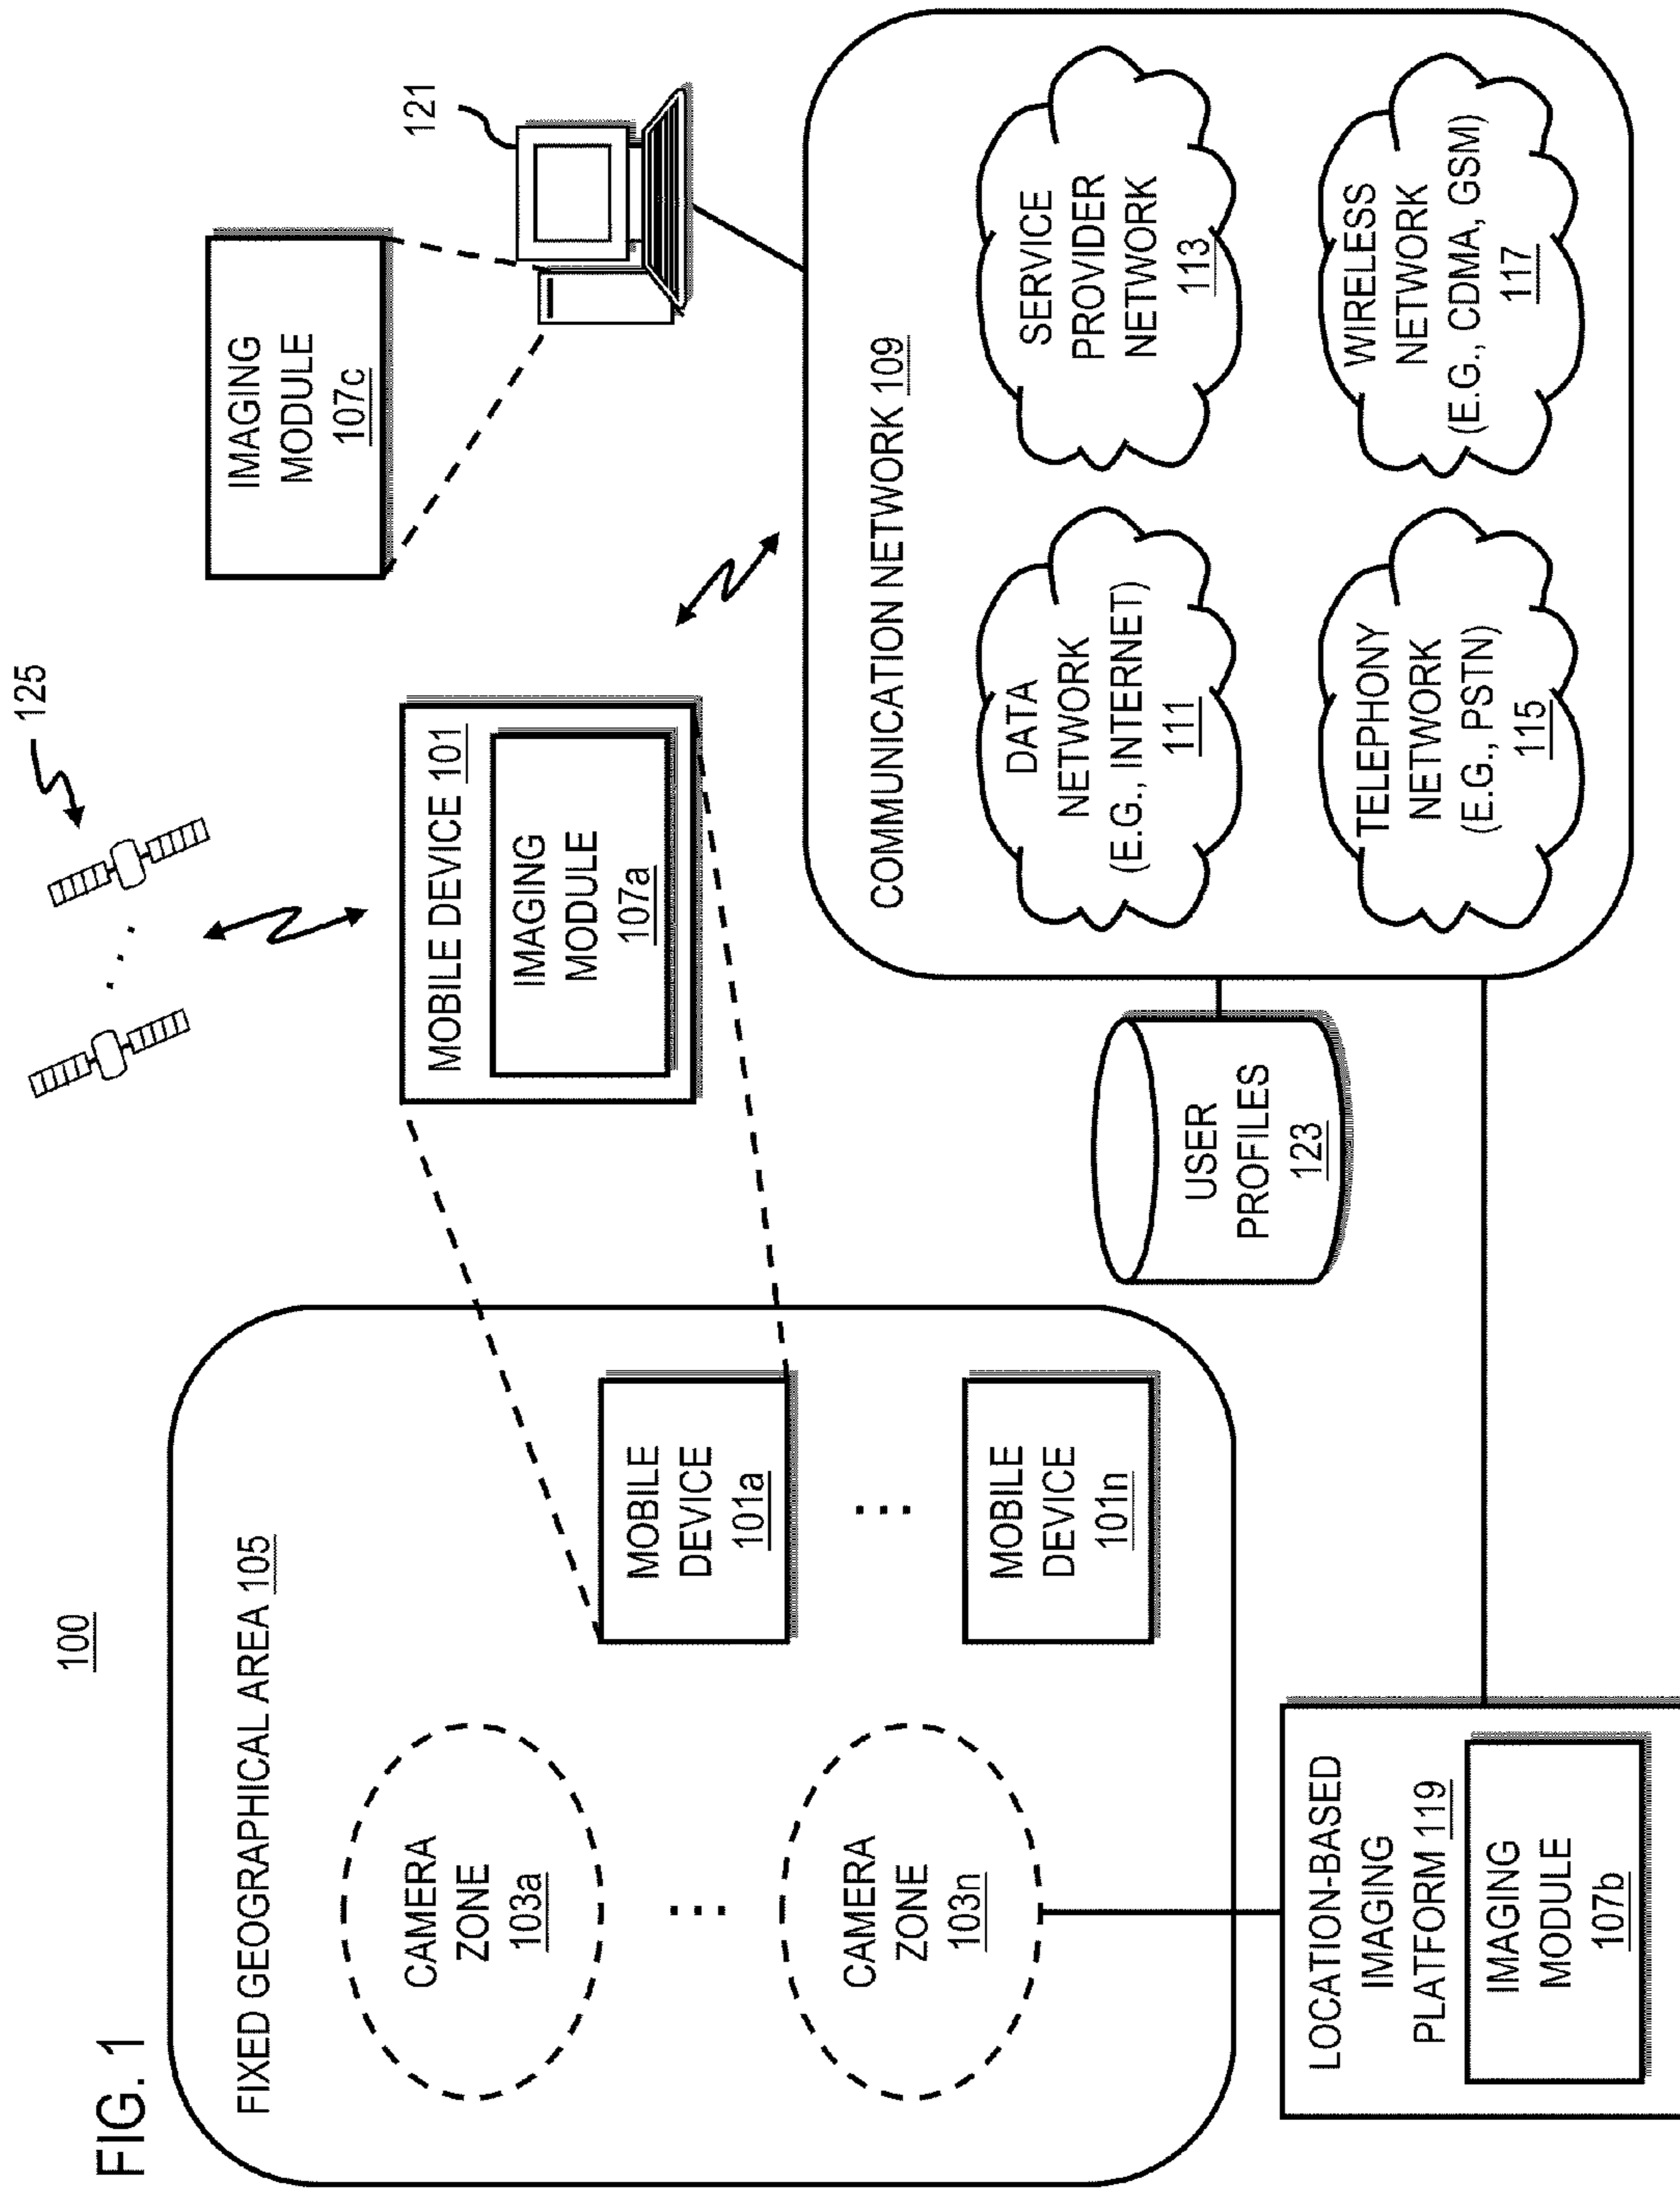 FIG. 1
100
FIXED GEOGRAPHICAL AREA 105
CAMERA
ZONE
103a
...
CAMERA
ZONE
103n
MOBILE
DEVICE
101a
...
MOBILE
DEVICE
101n
LOCATION-BASED
IMAGING
PLATFORM 119
IMAGING
MODULE
107b
125
...
MOBILE DEVICE 101
IMAGING
MODULE
107a
USER
PROFILES
123
IMAGING
MODULE
107c
121
COMMUNICATION NETWORK 109
DATA
NETWORK
(E.G., INTERNET)
111
SERVICE
PROVIDER
NETWORK
113
TELEPHONY
NETWORK
(E.G., PSTN)
115
WIRELESS
NETWORK
(E.G., CDMA, GSM)
117